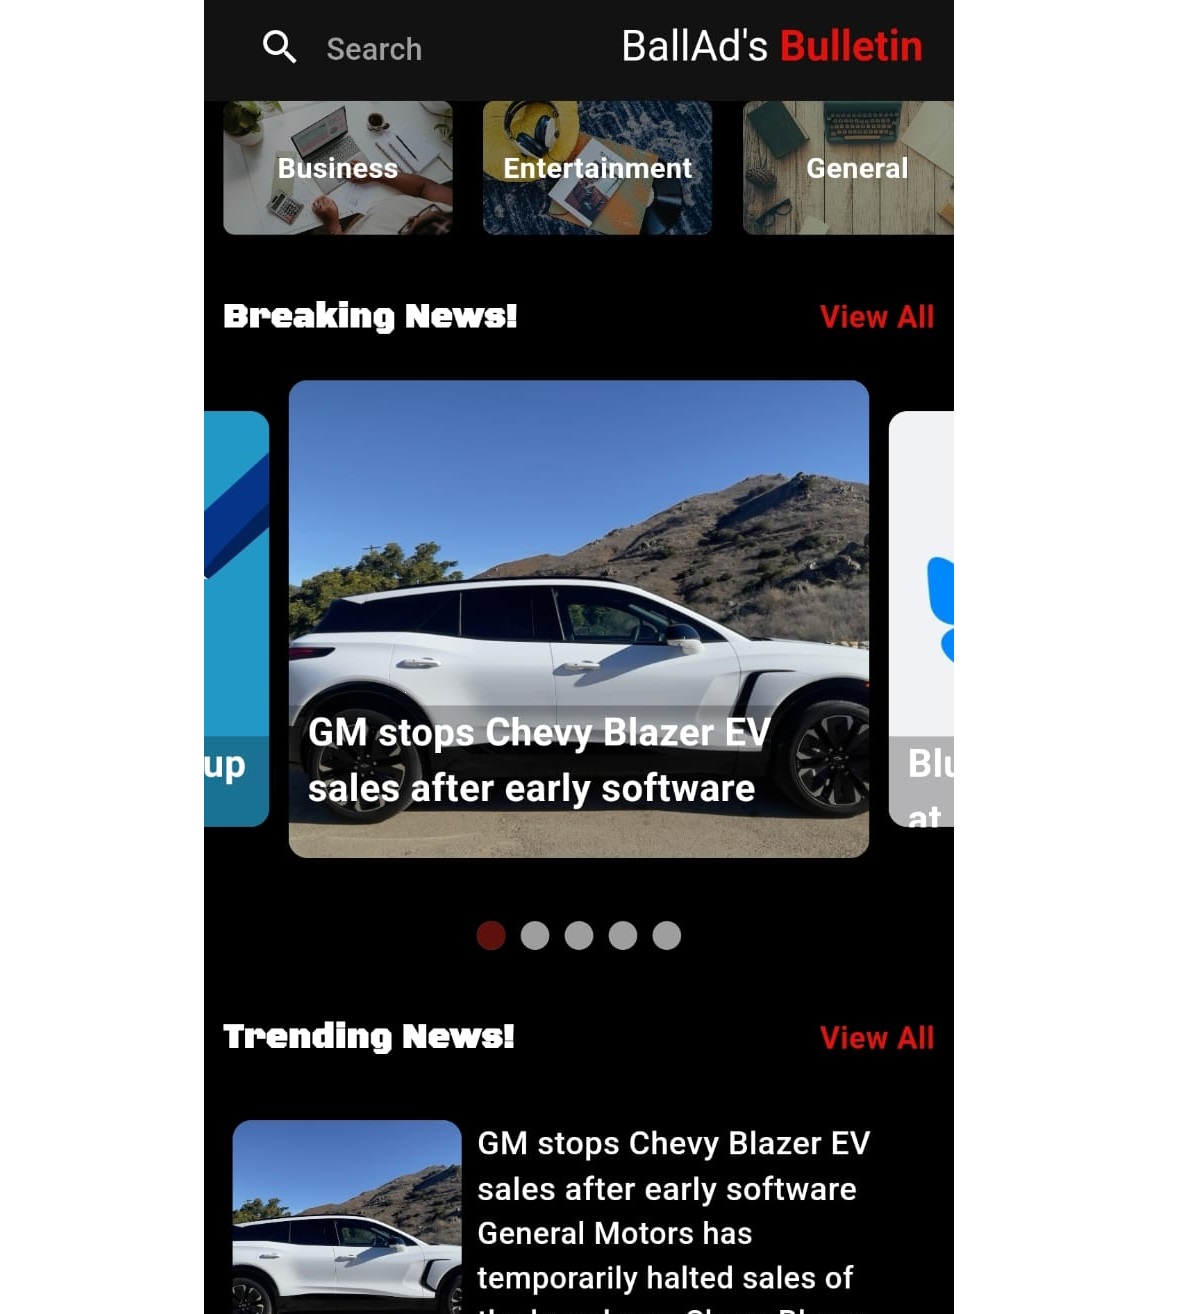 Search
BallAd's Bulletin
Business
Entertainment
General
Breaking News!
View All
up
GM stops Chevy Blazer EV
sales after early software
at
Trending News!
View All
GM stops Chevy Blazer EV
sales after early software
General Motors has
temporarily halted sales of